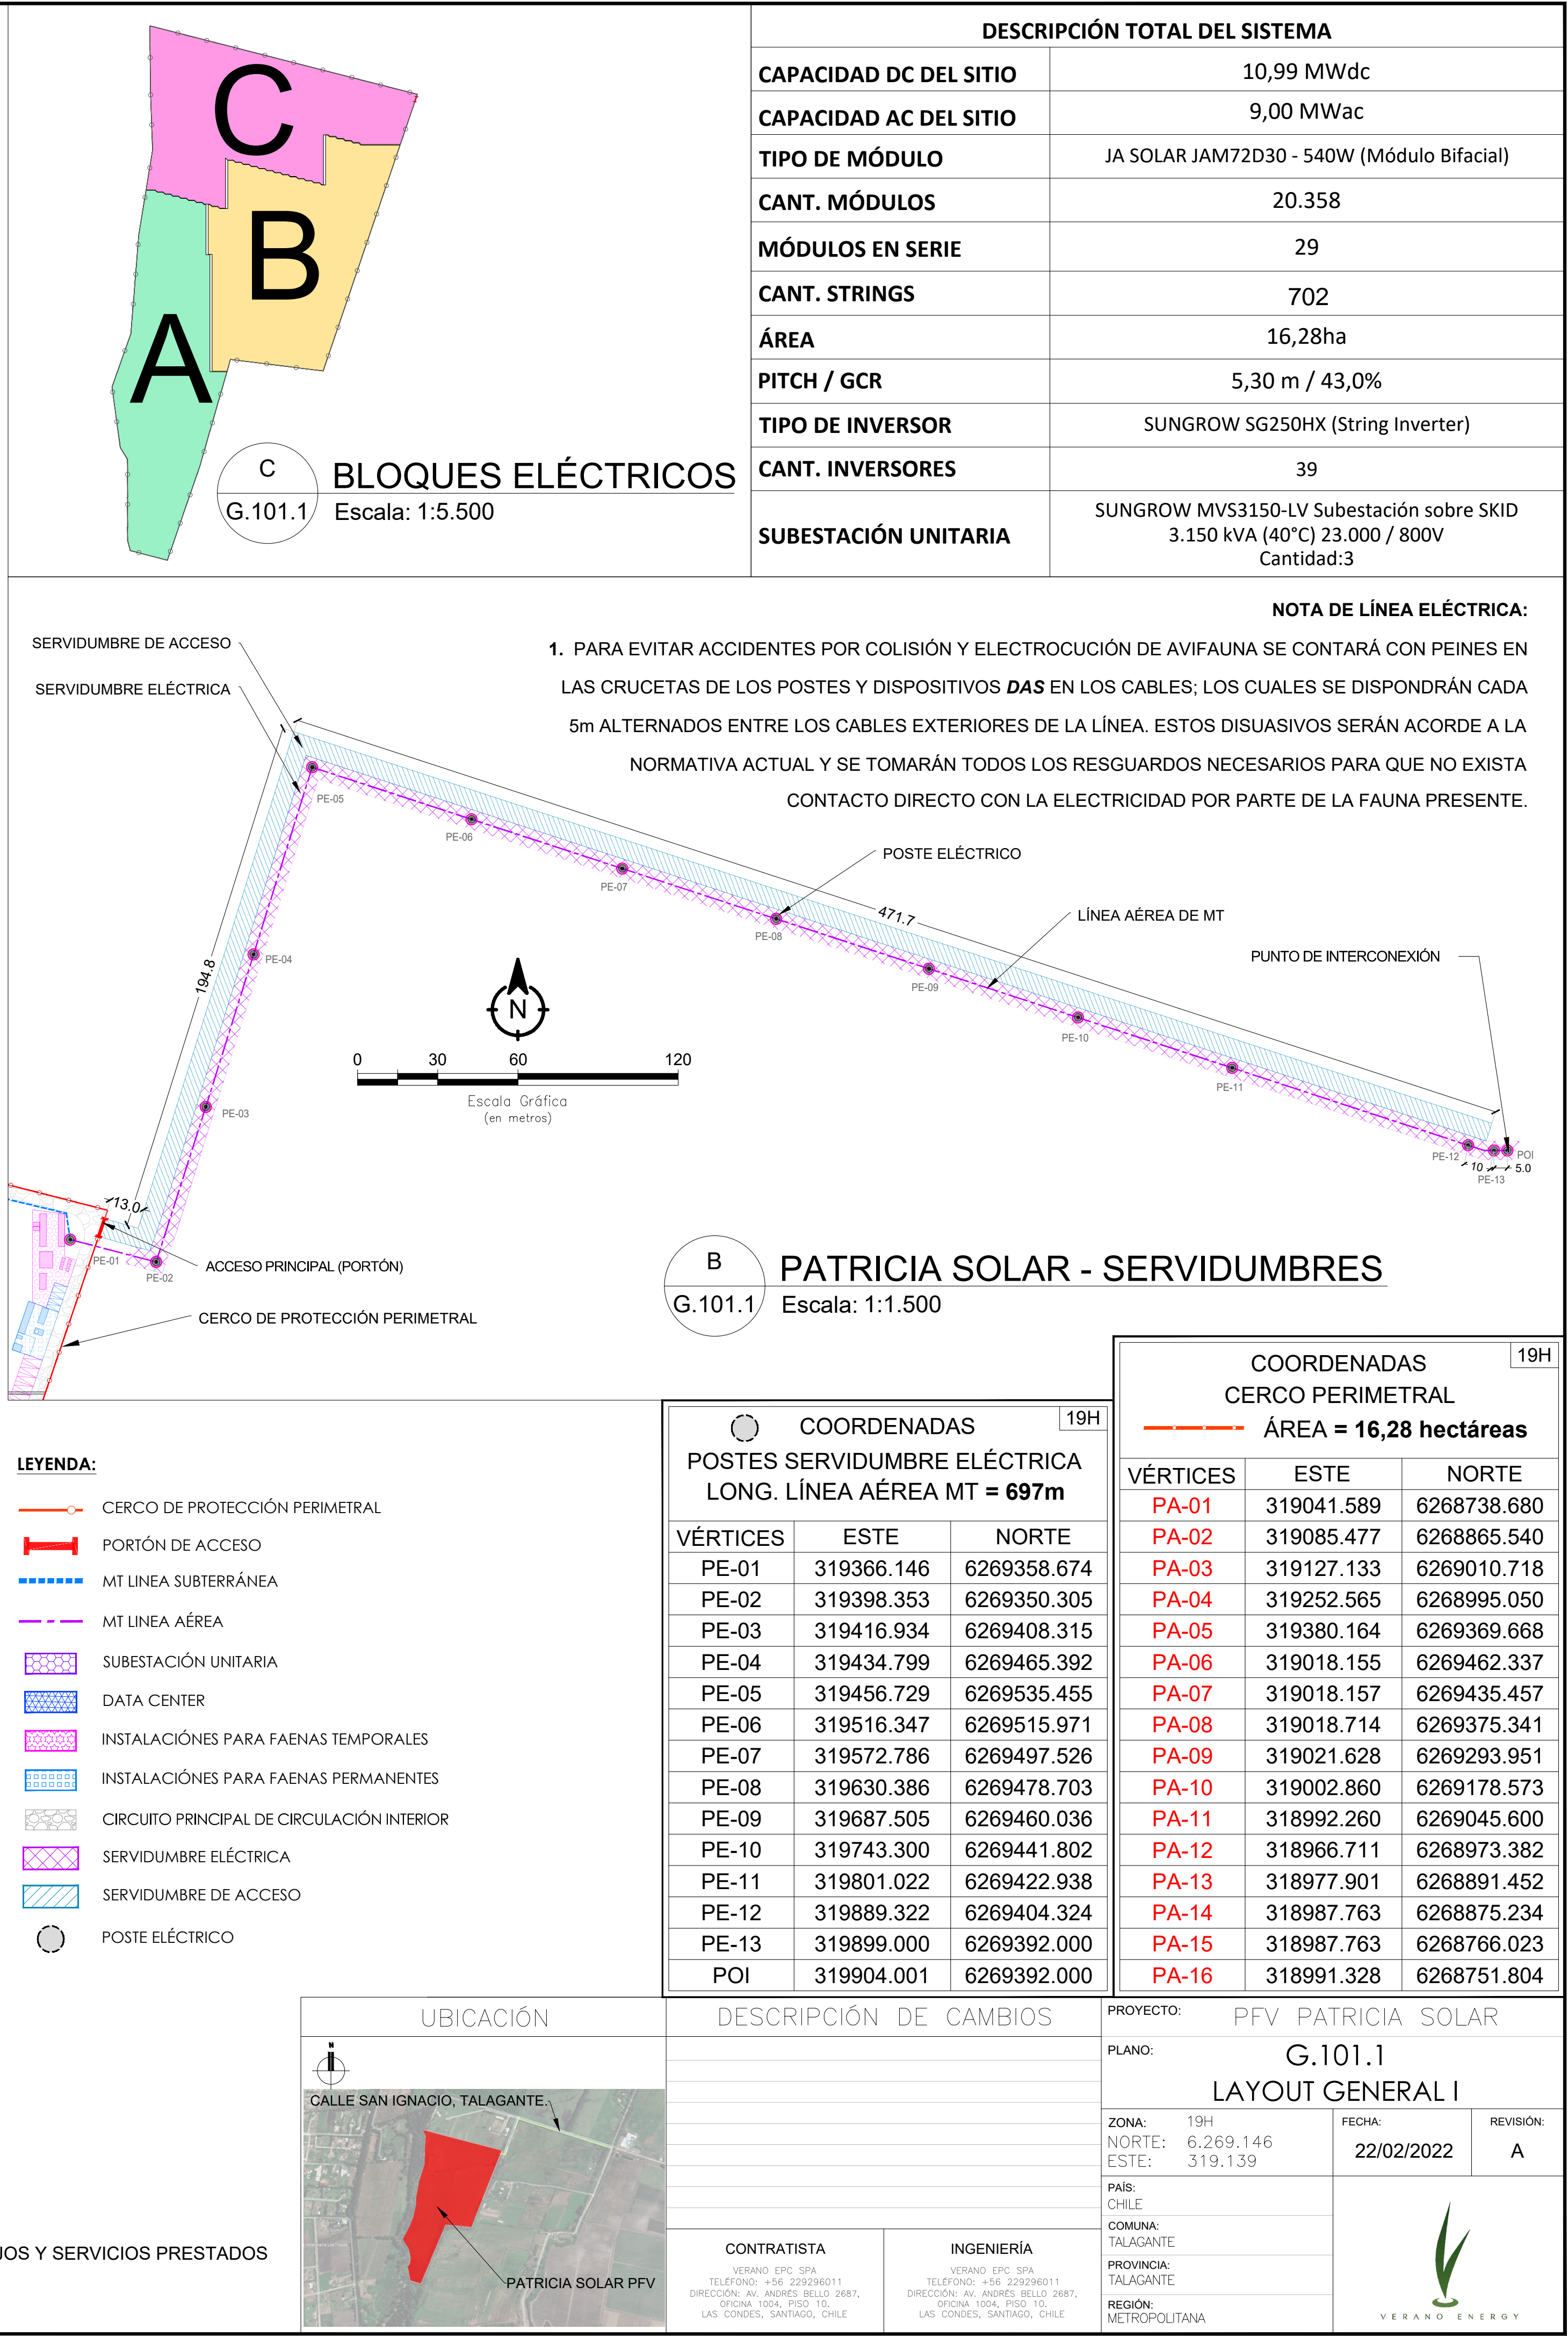 C
B
A
C
G.101.1
BLOQUES ELÉCTRICOS
Escala: 1:5.500
DESCRIPCIÓN TOTAL DEL SISTEMA
CAPACIDAD DC DEL SITIO 10,99 MWdc
CAPACIDAD AC DEL SITIO 9,00 MWac
TIPO DE MÓDULO JA SOLAR JAM72D30 - 540W (Módulo Bifacial)
CANT. MÓDULOS 20.358
MÓDULOS EN SERIE 29
CANT. STRINGS 702
ÁREA 16,28ha
PITCH / GCR 5,30 m / 43,0%
TIPO DE INVERSOR SUNGROW SG250HX (String Inverter)
CANT. INVERSORES 39
SUBESTACIÓN UNITARIA
SUNGROW MVS3150-LV Subestación sobre SKID
3.150 kVA (40°C) 23.000 / 800V
Cantidad:3
NOTA DE LÍNEA ELÉCTRICA:
1. PARA EVITAR ACCIDENTES POR COLISIÓN Y ELECTROCUCIÓN DE AVIFAUNA SE CONTARÁ CON PEINES EN
LAS CRUCETAS DE LOS POSTES Y DISPOSITIVOS DAS EN LOS CABLES; LOS CUALES SE DISPONDRÁN CADA
5m ALTERNADOS ENTRE LOS CABLES EXTERIORES DE LA LÍNEA. ESTOS DISUASIVOS SERÁN ACORDE A LA
NORMATIVA ACTUAL Y SE TOMARÁN TODOS LOS RESGUARDOS NECESARIOS PARA QUE NO EXISTA
CONTACTO DIRECTO CON LA ELECTRICIDAD POR PARTE DE LA FAUNA PRESENTE.
SERVIDUMBRE DE ACCESO
SERVIDUMBRE ELÉCTRICA
PE-05
PE-06
PE-07
PE-08
POSTE ELÉCTRICO
471.7
LÍNEA AÉREA DE MT
PUNTO DE INTERCONEXIÓN
PE-04
194.8
PE-09
PE-10
PE-11
N
0 30 60 120
Escala Gráfica
(en metros)
PE-03
PE-12
POI
10
5.0
PE-13
13.0
PE-01
PE-02
ACCESO PRINCIPAL (PORTÓN)
CERCO DE PROTECCIÓN PERIMETRAL
B
G.101.1
PATRICIA SOLAR - SERVIDUMBRES
Escala: 1:1.500
LEYENDA:
CERCO DE PROTECCIÓN PERIMETRAL
PORTÓN DE ACCESO
MT LINEA SUBTERRÁNEA
MT LINEA AÉREA
SUBESTACIÓN UNITARIA
DATA CENTER
INSTALACIÓNES PARA FAENAS TEMPORALES
INSTALACIÓNES PARA FAENAS PERMANENTES
CIRCUITO PRINCIPAL DE CIRCULACIÓN INTERIOR
SERVIDUMBRE ELÉCTRICA
SERVIDUMBRE DE ACCESO
POSTE ELÉCTRICO
COORDENADAS 19H
POSTES SERVIDUMBRE ELÉCTRICA
LONG. LÍNEA AÉREA MT = 697m
VÉRTICES ESTE NORTE
PE-01 319366.146 6269358.674
PE-02 319398.353 6269350.305
PE-03 319416.934 6269408.315
PE-04 319434.799 6269465.392
PE-05 319456.729 6269535.455
PE-06 319516.347 6269515.971
PE-07 319572.786 6269497.526
PE-08 319630.386 6269478.703
PE-09 319687.505 6269460.036
PE-10 319743.300 6269441.802
PE-11 319801.022 6269422.938
PE-12 319889.322 6269404.324
PE-13 319899.000 6269392.000
POI 319904.001 6269392.000
COORDENADAS 19H
CERCO PERIMETRAL
ÁREA = 16,28 hectáreas
VÉRTICES ESTE NORTE
PA-01 319041.589 6268738.680
PA-02 319085.477 6268865.540
PA-03 319127.133 6269010.718
PA-04 319252.565 6268995.050
PA-05 319380.164 6269369.668
PA-06 319018.155 6269462.337
PA-07 319018.157 6269435.457
PA-08 319018.714 6269375.341
PA-09 319021.628 6269293.951
PA-10 319002.860 6269178.573
PA-11 318992.260 6269045.600
PA-12 318966.711 6268973.382
PA-13 318977.901 6268891.452
PA-14 318987.763 6268875.234
PA-15 318987.763 6268766.023
PA-16 318991.328 6268751.804
JOS Y SERVICIOS PRESTADOS
UBICACIÓN
N
CALLE SAN IGNACIO, TALAGANTE.
PATRICIA SOLAR PFV
DESCRIPCIÓN DE CAMBIOS
CONTRATISTA
VERANO EPC SPA
TELÉFONO: +56 229296011
DIRECCIÓN: AV. ANDRÉS BELLO 2687,
OFICINA 1004, PISO 10.
LAS CONDES, SANTIAGO, CHILE
INGENIERÍA
VERANO EPC SPA
TELÉFONO: +56 229296011
DIRECCIÓN: AV. ANDRÉS BELLO 2687,
OFICINA 1004, PISO 10.
LAS CONDES, SANTIAGO, CHILE
PROYECTO: PFV PATRICIA SOLAR
PLANO: G.101.1
LAYOUT GENERAL I
ZONA: 19H
NORTE: 6.269.146
ESTE: 319.139
FECHA:
22/02/2022
REVISIÓN:
A
PAÍS:
CHILE
COMUNA:
TALAGANTE
PROVINCIA:
TALAGANTE
REGIÓN:
METROPOLITANA
VERANO ENERGY